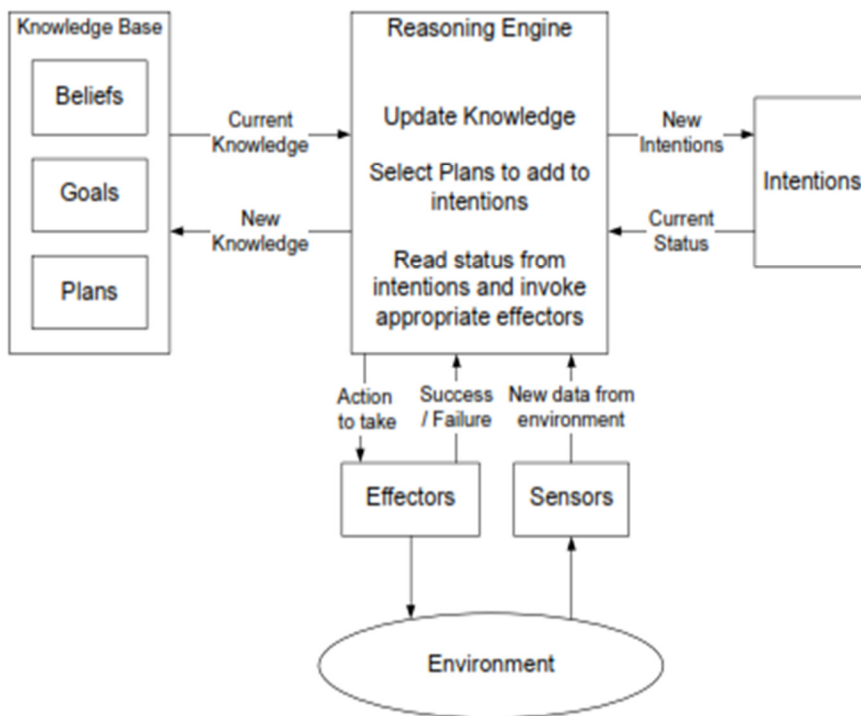 Knowledge Base
Beliefs
Goals
Plans
Current
Knowledge
New
Knowledge
Reasoning Engine
Update Knowledge
Select Plans to add to
intentions
Read status from
intentions and invoke
appropriate effectors
New
Intentions
Current
Status
Intentions
Action
to take
Success
/ Failure
New data from
environment
Effectors
Sensors
Environment